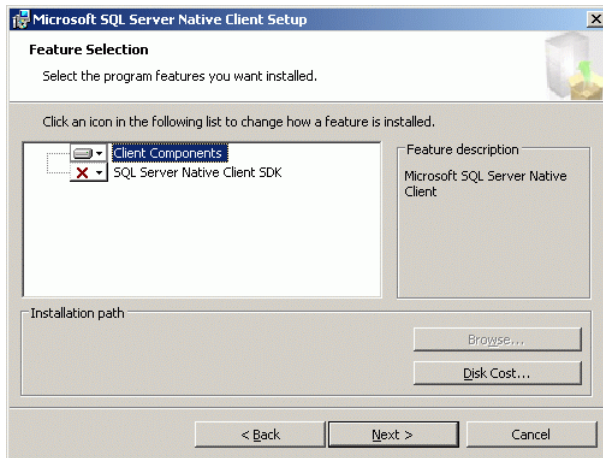 Microsoft SQL Server Native Client Setup
Feature Selection
Select the program features you want installed.
Click an icon in the following list to change how a feature is installed.
Client Components
SQL Server Native Client SDK
Feature description
Microsoft SQL Server Native
Client
Installation path
Browse...
Disk Cost...
< Back
Next >
Cancel